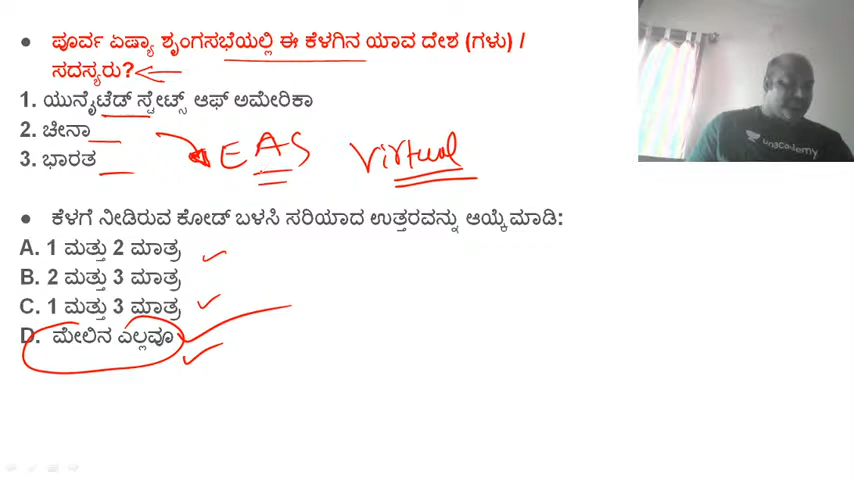 ● ಪೂರ್ವ ಏಷ್ಯಾ ಶೃಂಗಸಭೆಯಲ್ಲಿ ಈ ಕೆಳಗಿನ ಯಾವ ದೇಶ (ಗಳು) /
ಸದಸ್ಯರು?
1. ಯುನೈಟೆಡ್ ಸ್ಟೇಟ್ಸ್ ಆಫ್ ಅಮೇರಿಕಾ
2. ಚೀನಾ
3. ಭಾರತ
EAS Virtual
unacademy
● ಕೆಳಗೆ ನೀಡಿರುವ ಕೋಡ್ ಬಳಸಿ ಸರಿಯಾದ ಉತ್ತರವನ್ನು ಆಯ್ಕೆಮಾಡಿ:
A. 1 ಮತ್ತು 2 ಮಾತ್ರ
B. 2 ಮತ್ತು 3 ಮಾತ್ರ
C. 1 ಮತ್ತು 3 ಮಾತ್ರ
D. ಮೇಲಿನ ಎಲ್ಲವೂ